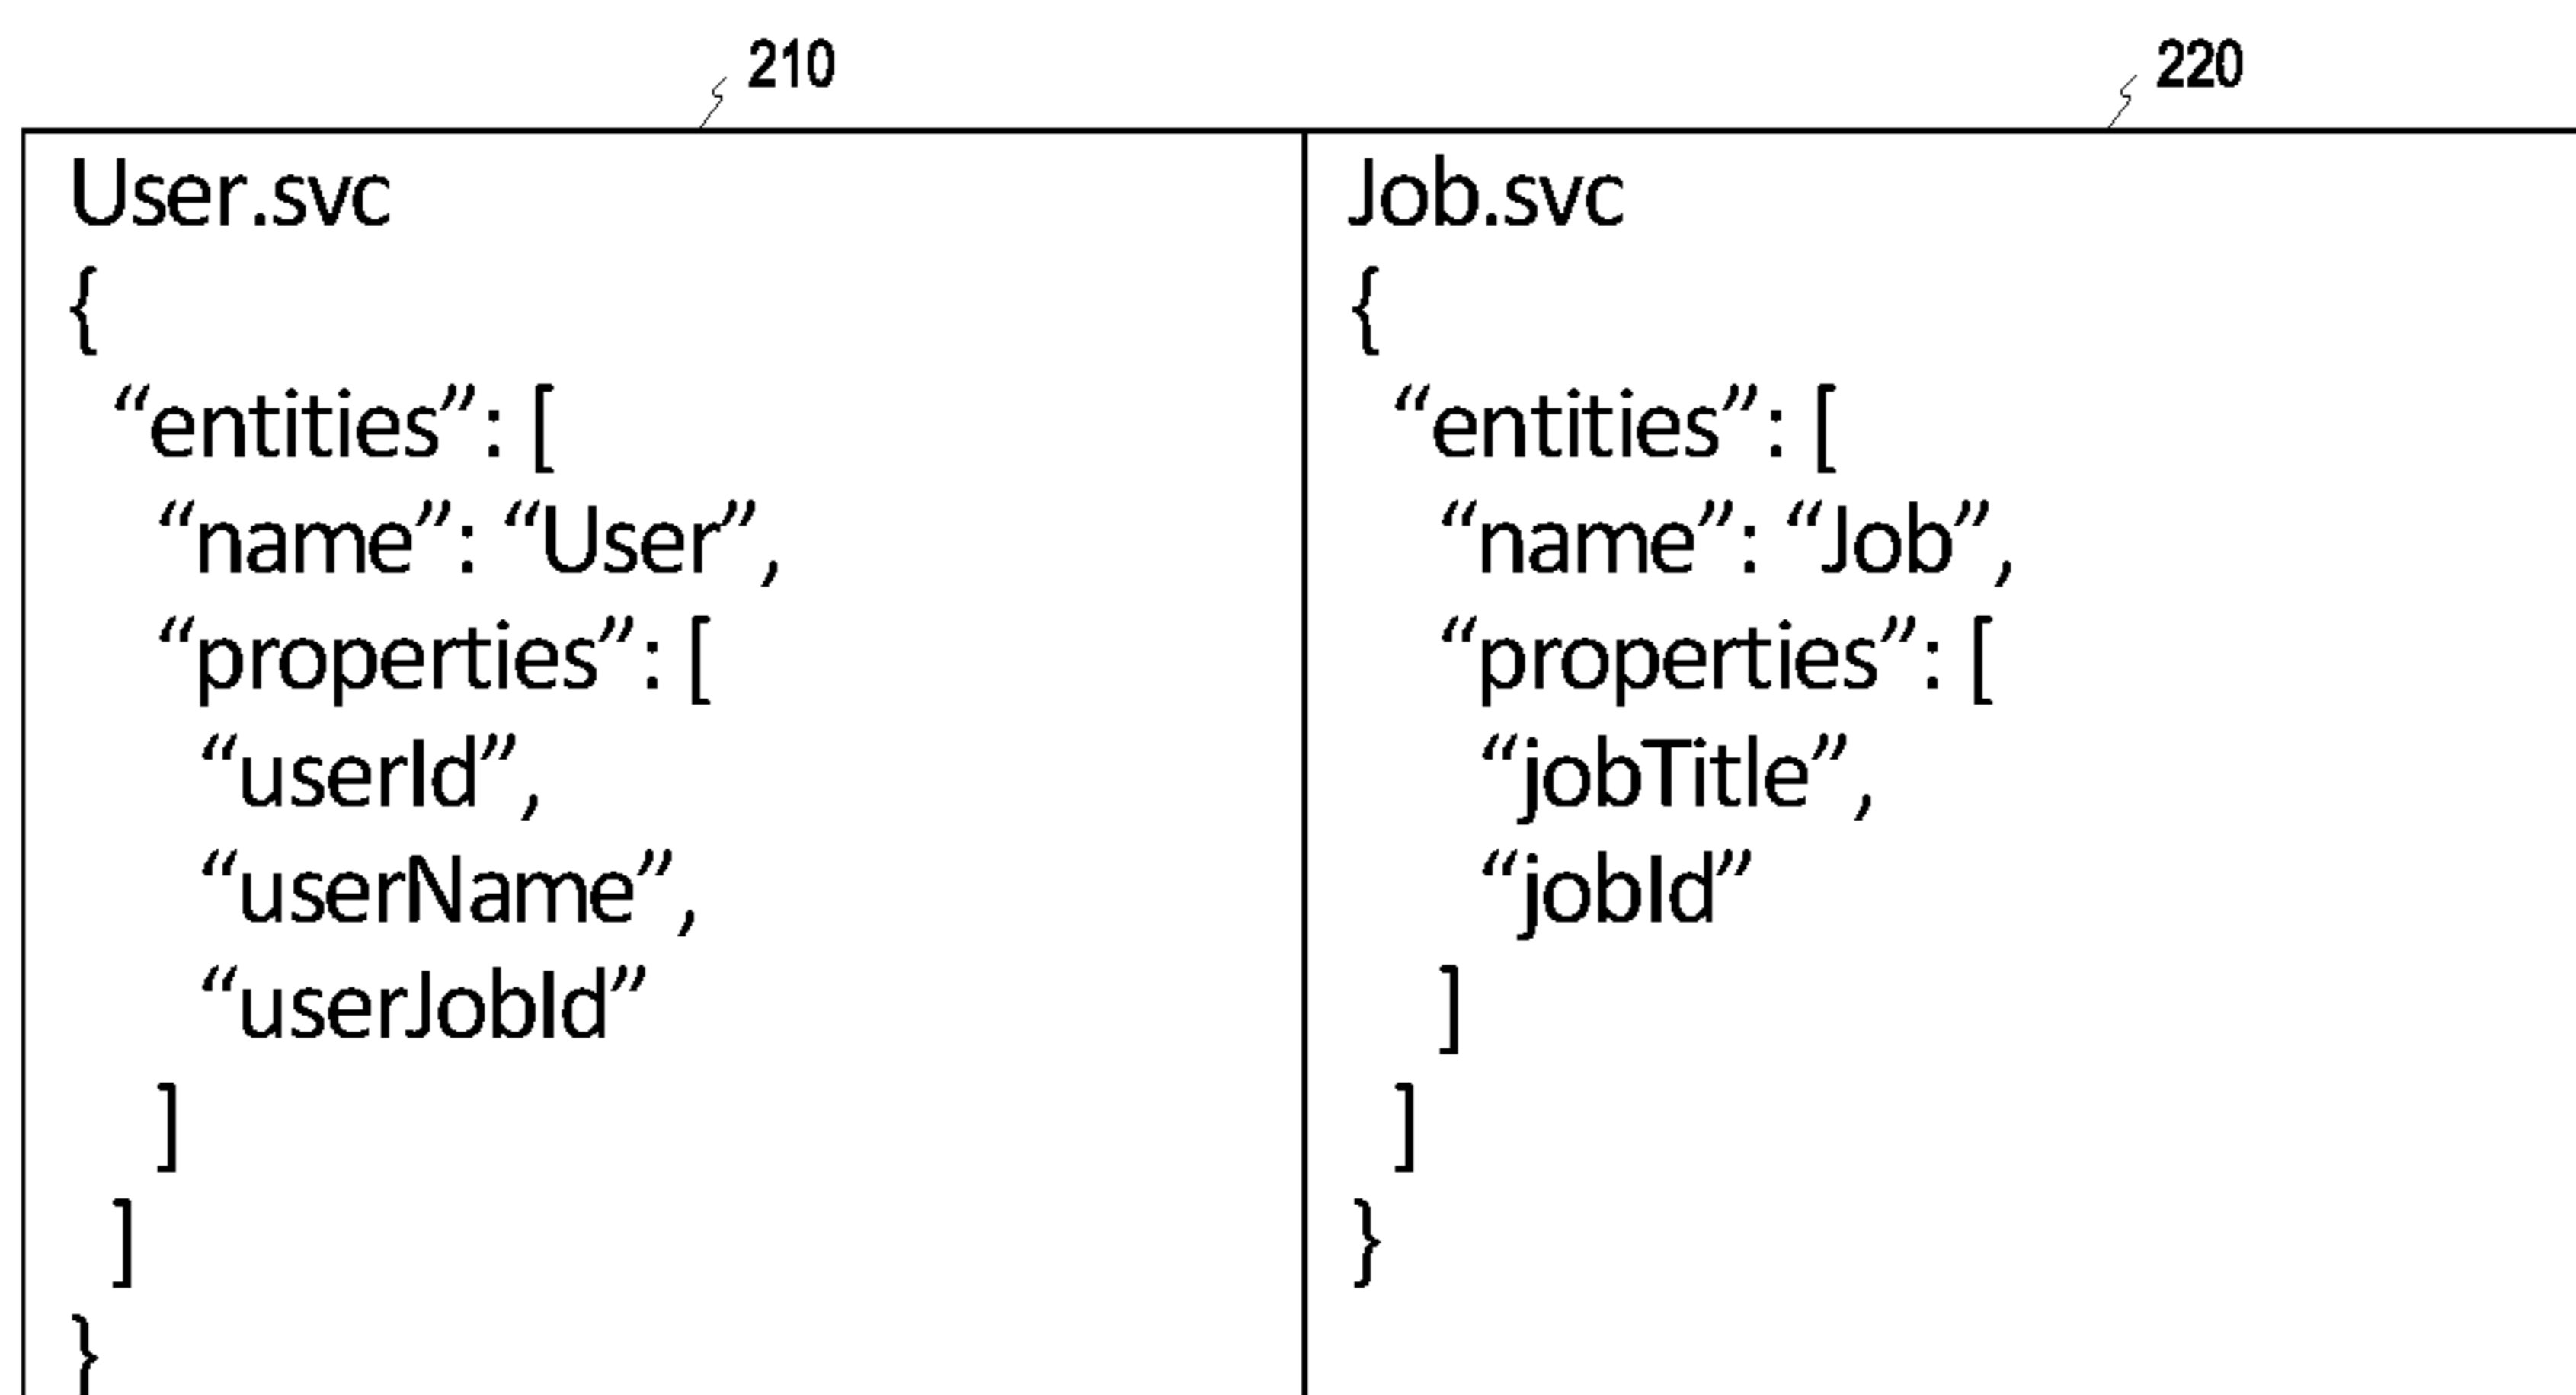 210
220
User.svc
{
“entities”: [
“name”: “User”,
“properties”: [
“userId”,
“userName”,
“userJobId”
]
]
}
Job.svc
{
“entities”: [
“name”: “Job”,
“properties”: [
“jobTitle”,
“jobId”
]
]
}